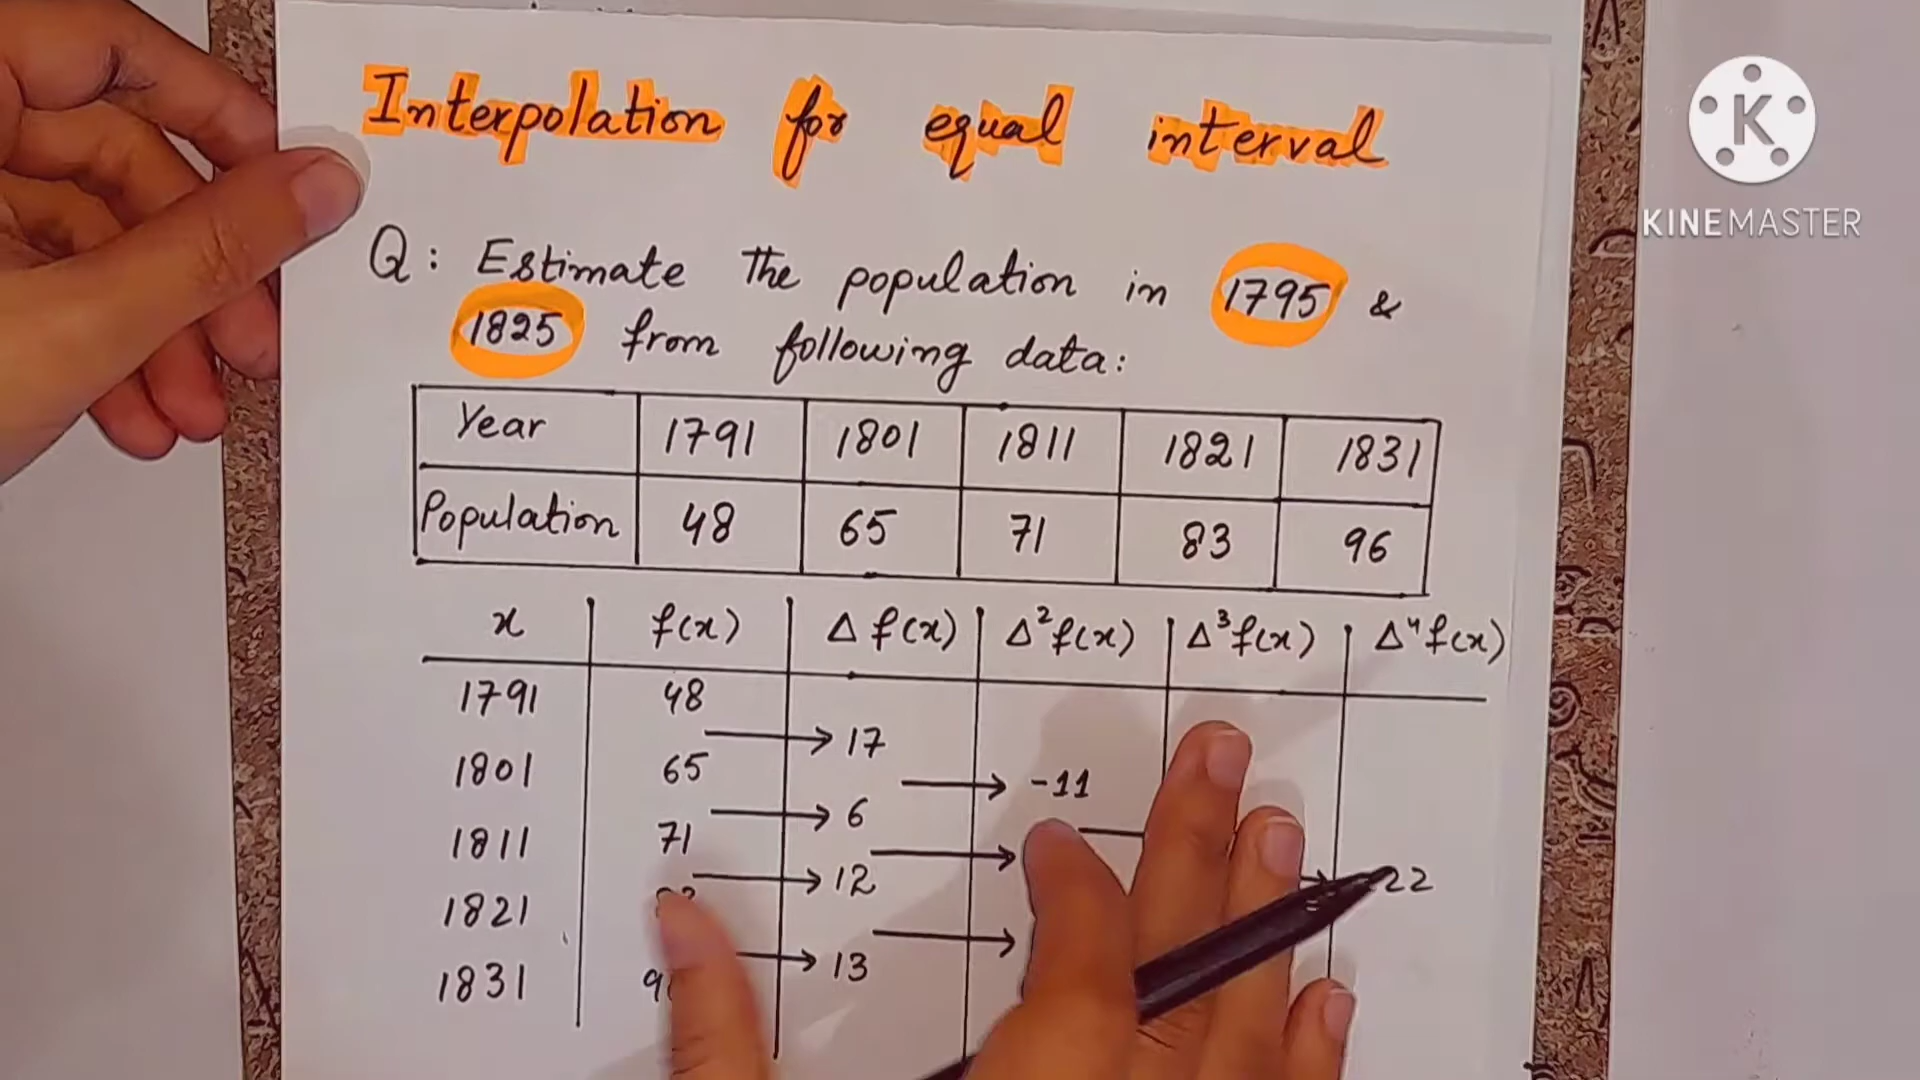 Interpolation for equal interval
Q: Estimate the population in 1795 &
1825 from following data:
Year 1791 1801 1811 1821 1831
Population 48 65 71 83 96
x f(x) Δf(x) Δ²f(x) Δ³f(x) Δ⁴f(x)
1791 48
17
1801 65
-11
6
1811 71
12
22
1821
13
1831
K
KINEMASTER